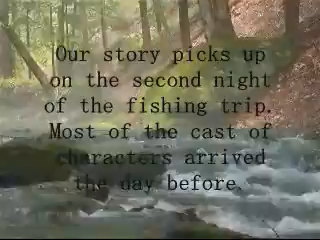 Our story picks up
on the second night
of the fishing trip.
Most of the cast of
characters arrived
the day before.